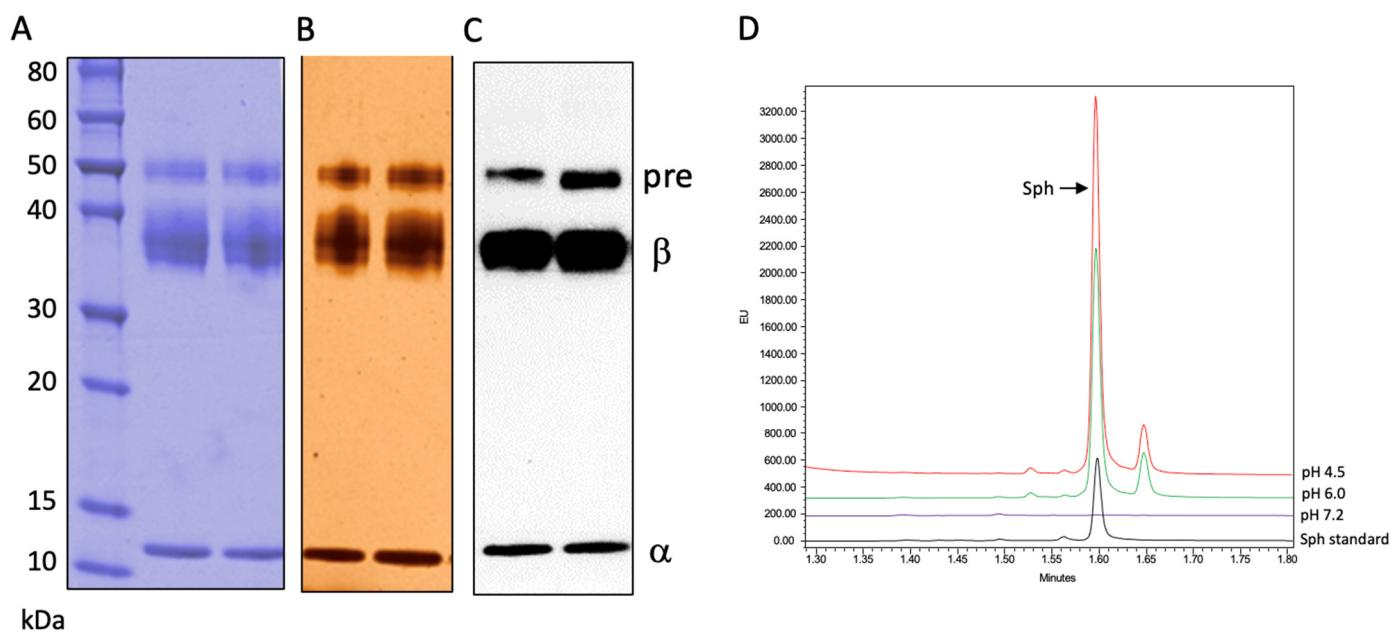 A
B
C
D
80
60
50
40
30
20
15
10
kDa
pre
β
α
3200.00
3000.00
2800.00
2600.00
2400.00
2200.00
2000.00
1800.00
1600.00
1400.00
1200.00
1000.00
800.00
600.00
400.00
200.00
0.00
EU
Sph
pH 4.5
pH 6.0
pH 7.2
Sph standard
1.30 1.35 1.40 1.45 1.50 1.55 1.60 1.65 1.70 1.75 1.80
Minutes